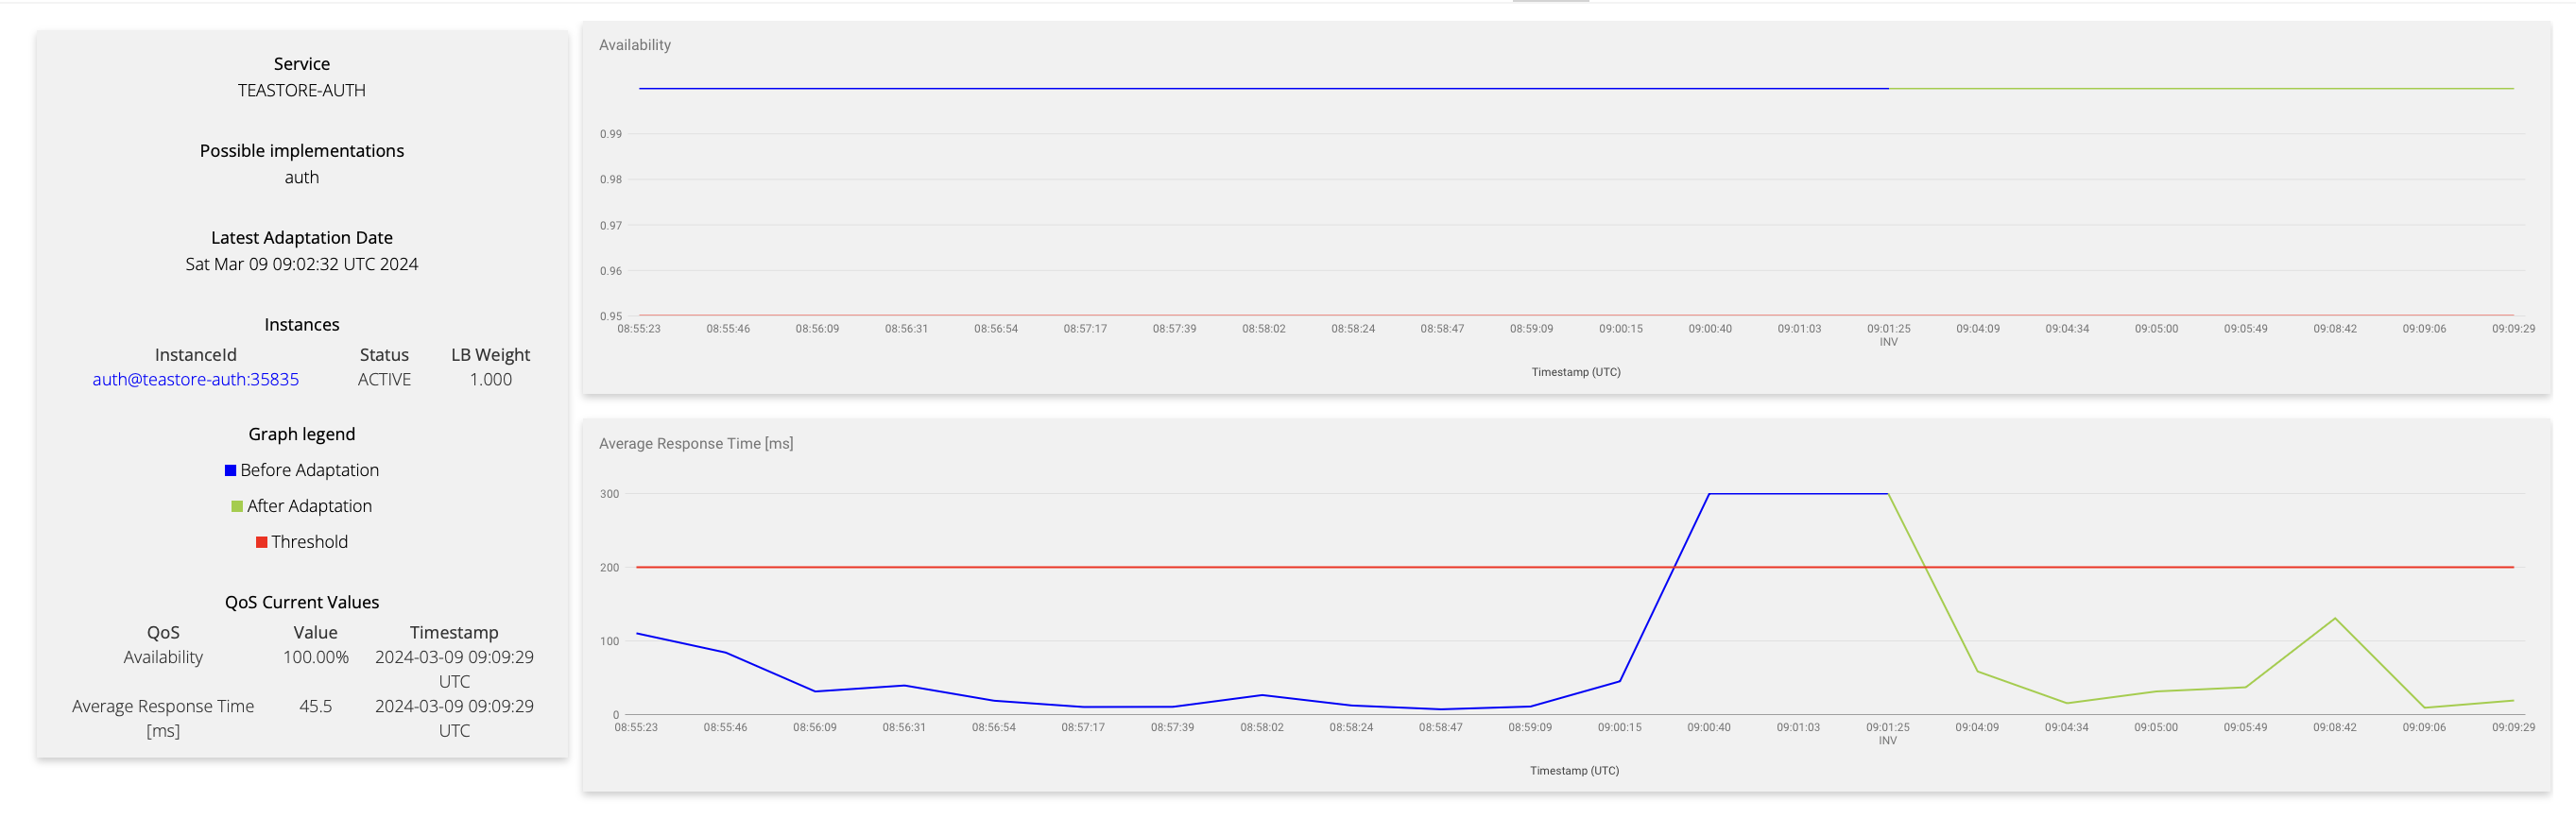 Service
TEASTORE-AUTH
Possible implementations
auth
Latest Adaptation Date
Sat Mar 09 09:02:32 UTC 2024
Instances
InstanceId Status LB Weight
auth@teastore-auth:35835 ACTIVE 1.000
Graph legend
Before Adaptation
After Adaptation
Threshold
QoS Current Values
QoS Value Timestamp
Availability 100.00% 2024-03-09 09:09:29
UTC
Average Response Time 45.5 2024-03-09 09:09:29
[ms] UTC
Availability
0.99
0.98
0.97
0.96
0.95
08:55:23 08:55:46 08:56:09 08:56:31 08:56:54 08:57:17 08:57:39 08:58:02 08:58:24 08:58:47 08:59:09 09:00:15 09:00:40 09:01:03 09:01:25 09:04:09 09:04:34 09:05:00 09:05:49 09:08:42 09:09:06 09:09:29
INV
Timestamp (UTC)
Average Response Time [ms]
300
200
100
0
08:55:23 08:55:46 08:56:09 08:56:31 08:56:54 08:57:17 08:57:39 08:58:02 08:58:24 08:58:47 08:59:09 09:00:15 09:00:40 09:01:03 09:01:25 09:04:09 09:04:34 09:05:00 09:05:49 09:08:42 09:09:06 09:09:29
INV
Timestamp (UTC)